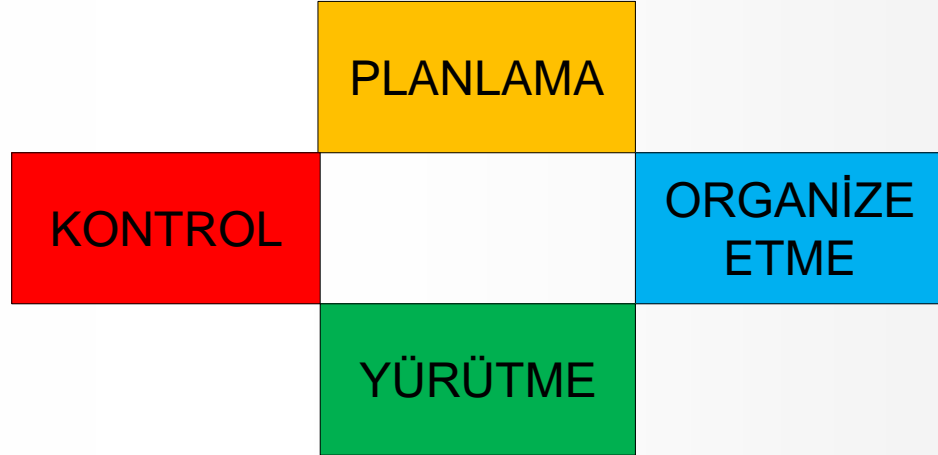 PLANLAMA
KONTROL
ORGANİZE
ETME
YÜRÜTME